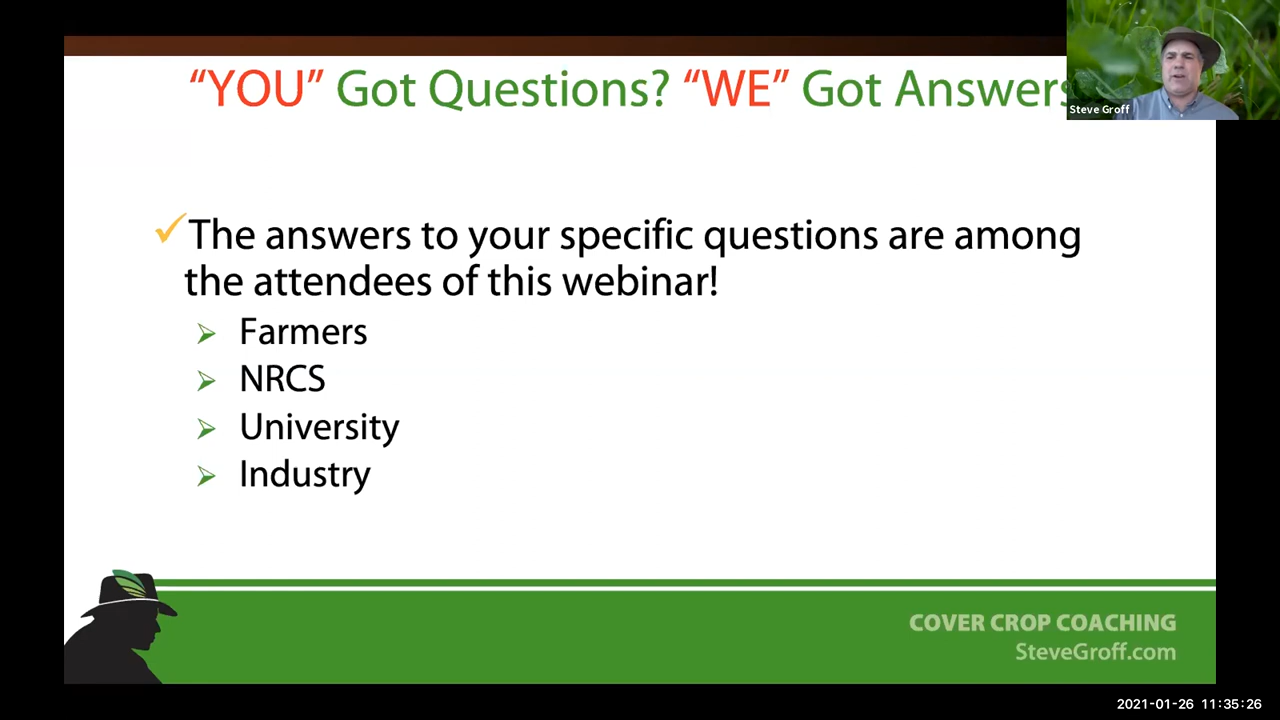 “YOU” Got Questions? “WE” Got Answers
Steve Groff
The answers to your specific questions are among
the attendees of this webinar!
Farmers
NRCS
University
Industry
COVER CROP COACHING
SteveGroff.com
2021-01-26 11:35:26